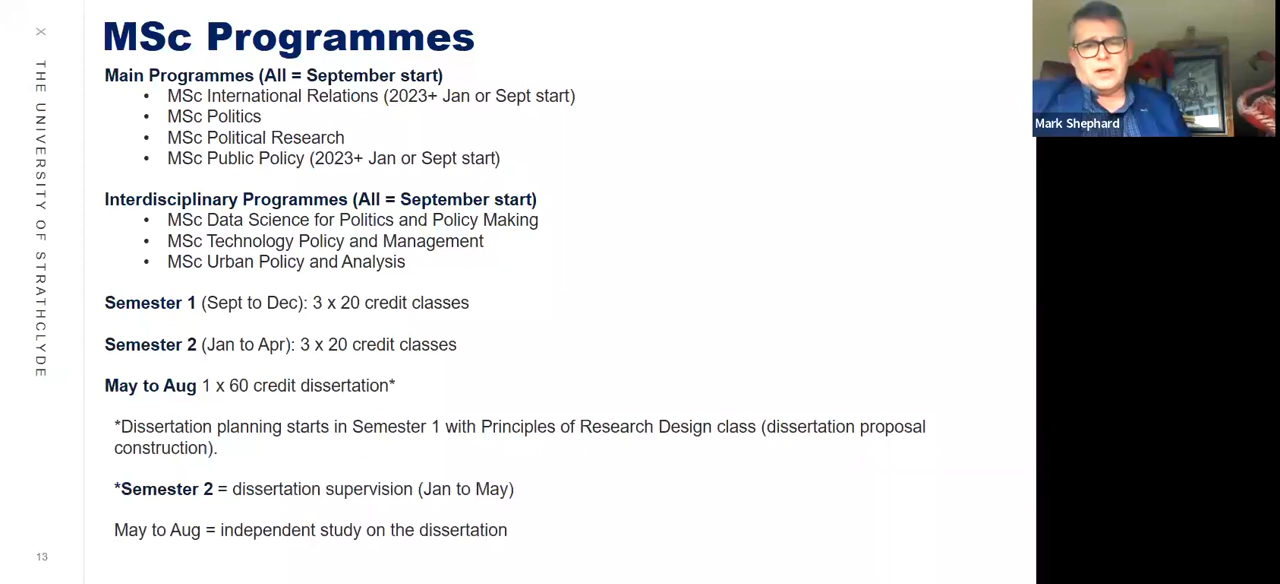 MSc Programmes
Main Programmes (All = September start)
• MSc International Relations (2023+ Jan or Sept start)
• MSc Politics
• MSc Political Research
• MSc Public Policy (2023+ Jan or Sept start)
Interdisciplinary Programmes (All = September start)
• MSc Data Science for Politics and Policy Making
• MSc Technology Policy and Management
• MSc Urban Policy and Analysis
Semester 1 (Sept to Dec): 3 x 20 credit classes
Semester 2 (Jan to Apr): 3 x 20 credit classes
May to Aug 1 x 60 credit dissertation*
*Dissertation planning starts in Semester 1 with Principles of Research Design class (dissertation proposal
construction).
*Semester 2 = dissertation supervision (Jan to May)
May to Aug = independent study on the dissertation
X THE UNIVERSITY OF STRATHCLYDE
13
Mark Shephard